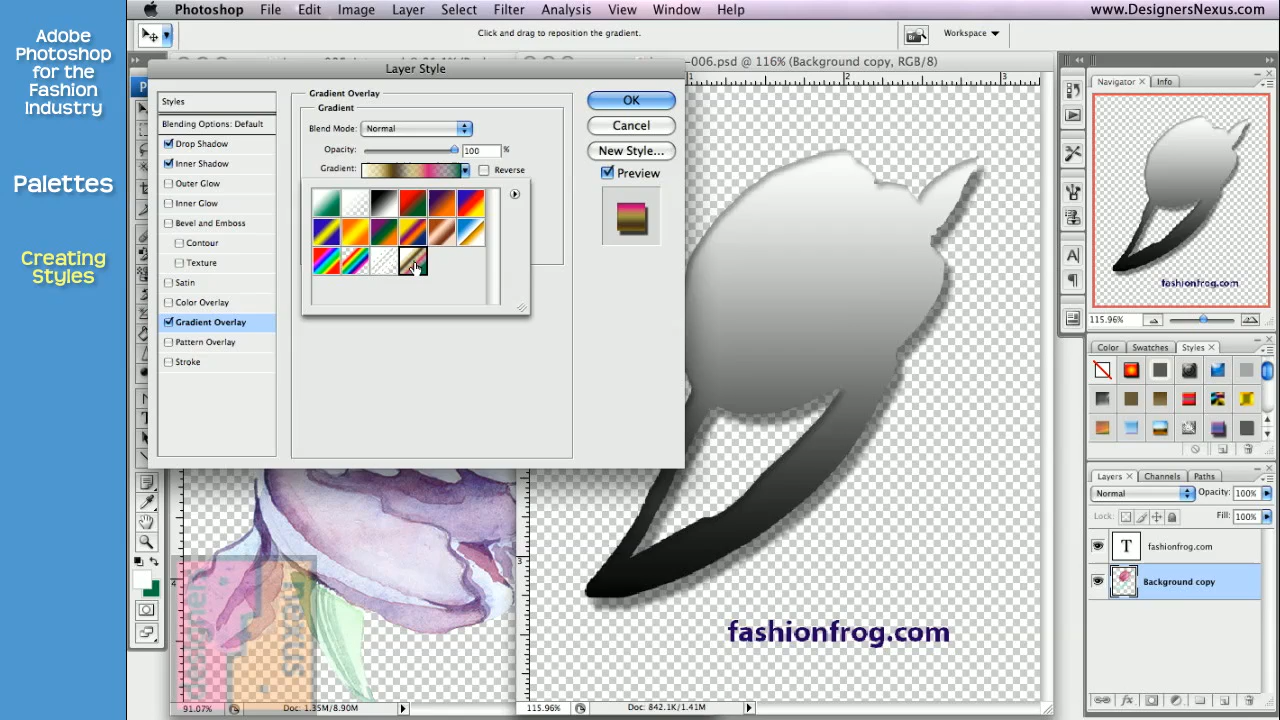 Adobe
Photoshop
for the
Fashion
Industry
Palettes
Creating
Styles
Photoshop File Edit Image Layer Select Filter Analysis View Window Help
www.DesignersNexus.com
Click and drag to reposition the gradient.
Workspace
-006.psd @ 116% (Background copy, RGB/8)
Layer Style
Styles
Blending Options: Default
Drop Shadow
Inner Shadow
Outer Glow
Inner Glow
Bevel and Emboss
Contour
Texture
Satin
Color Overlay
Gradient Overlay
Pattern Overlay
Stroke
Gradient Overlay
Gradient
Blend Mode: Normal
Opacity: 100 %
Gradient: Reverse
OK
Cancel
New Style...
Preview
1 2 3
3
4
fashionfrog.com
nexus
91.07% Doc: 1.35M/8.90M
115.96% Doc: 842.1K/1.41M
Navigator × Info
fashionfrog.com
115.96%
Color Swatches Styles ×
Layers × Channels Paths
Normal Opacity: 100%
Lock: Fill: 100%
T fashionfrog.com
Background copy